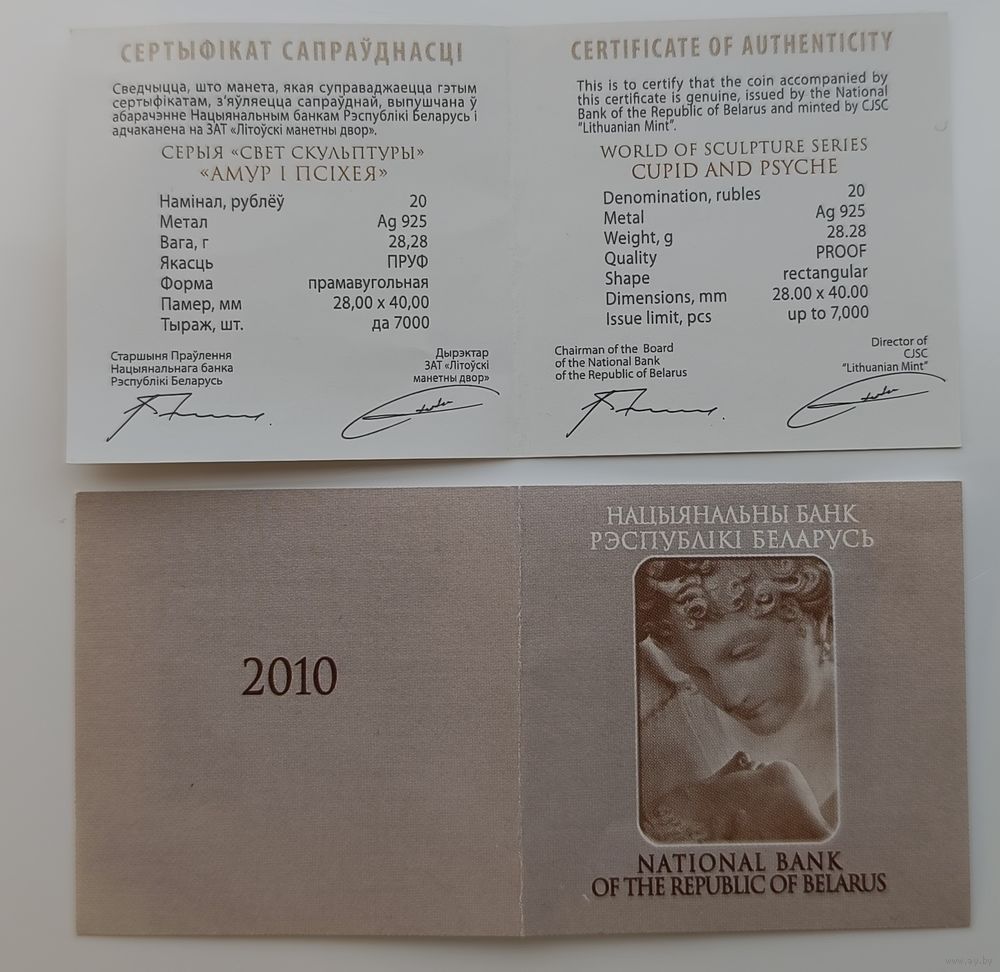 СЕРТЫФІКАТ САПРАЎДНАСЦІ
Сведчыцца, што манета, якая суправаджаецца гэтым
сертыфікатам, з’яўляецца сапраўднай, выпушчана ў
абарачэнне Нацыянальным банкам Рэспублікі Беларусь і
адчаканена на ЗАТ «Літоўскі манетны двор».
СЕРЫЯ «СВЕТ СКУЛЬПТУРЫ»
«АМУР І ПСІХЕЯ»
Намінал, рублёў 20
Метал Ag 925
Вага, г 28,28
Якасць ПРУФ
Форма прамавугольная
Памер, мм 28,00 x 40,00
Тыраж, шт. да 7000
Старшыня Праўлення
Нацыянальнага банка
Рэспублікі Беларусь
Дырэктар
ЗАТ «Літоўскі
манетны двор»
CERTIFICATE OF AUTHENTICITY
This is to certify that the coin accompanied by
this certificate is genuine, issued by the National
Bank of the Republic of Belarus and minted by CJSC
“Lithuanian Mint”.
WORLD OF SCULPTURE SERIES
CUPID AND PSYCHE
Denomination, rubles 20
Metal Ag 925
Weight, g 28.28
Quality PROOF
Shape rectangular
Dimensions, mm 28.00 x 40.00
Issue limit, pcs up to 7,000
Chairman of the Board
of the National Bank
of the Republic of Belarus
Director of
CJSC
“Lithuanian Mint”
2010
НАЦЫЯНАЛЬНЫ БАНК
РЭСПУБЛІКІ БЕЛАРУСЬ
NATIONAL BANK
OF THE REPUBLIC OF BELARUS
www.ay.by